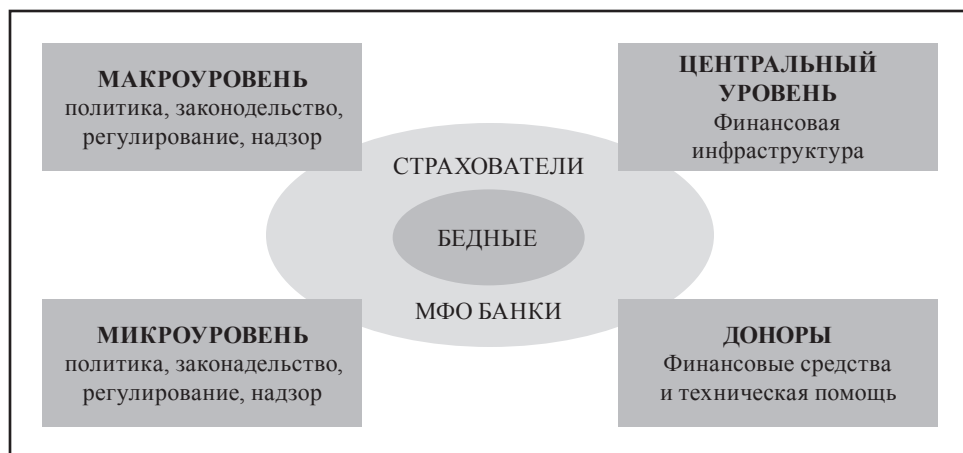 МАКРОУРОВЕНЬ
политика, законодельство,
регулирование, надзор
ЦЕНТРАЛЬНЫЙ
УРОВЕНЬ
Финансовая
инфраструктура
СТРАХОВАТЕЛИ
БЕДНЫЕ
МФО БАНКИ
МИКРОУРОВЕНЬ
политика, законадельство,
регулирование, надзор
ДОНОРЫ
Финансовые средства
и техническая помощь